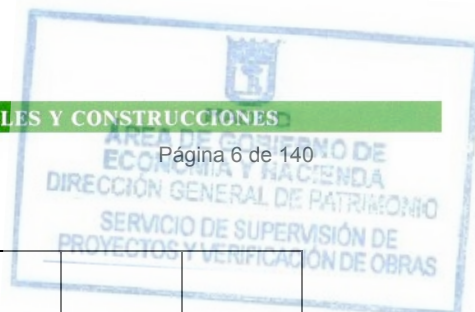 LES Y CONSTRUCCIONES
MADRID
ÁREA DE GOBIERNO DE
ECONOMÍA Y HACIENDA
Página 6 de 140
DIRECCIÓN GENERAL DE PATRIMONIO
SERVICIO DE SUPERVISIÓN DE
PROYECTOS Y VERIFICACIÓN DE OBRAS